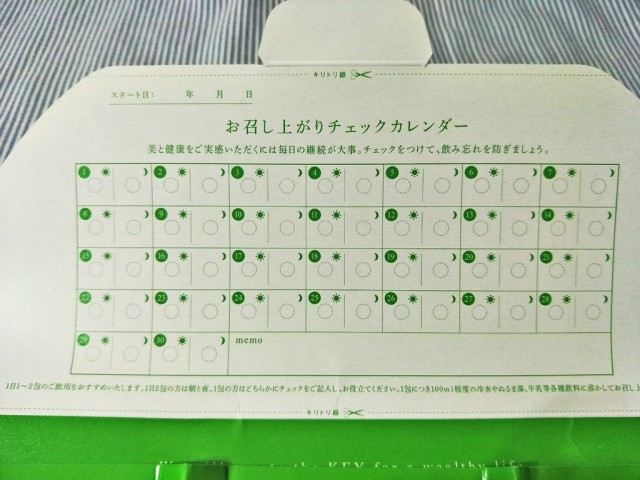 キリトリ線
スタート日： 年 月 日
お召し上がりチェックカレンダー
美と健康をご実感いただくには毎日の継続が大事。チェックをつけて、飲み忘れを防ぎましょう。
1 2 3 4 5 6 7
8 9 10 11 12 13 14
15 16 17 18 19 20 21
22 23 24 25 26 27 28
29 30 memo
1日1～2包のご飲用をおすすめいたします。1日2包の方は朝と夜、1包の方はどちらかにチェックをご記入し、お役立てください。1包につき100ml程度の冷水やぬるま湯、牛乳等各種飲料に溶かしてお召し上
キリトリ線
the KEY for a wealthy life